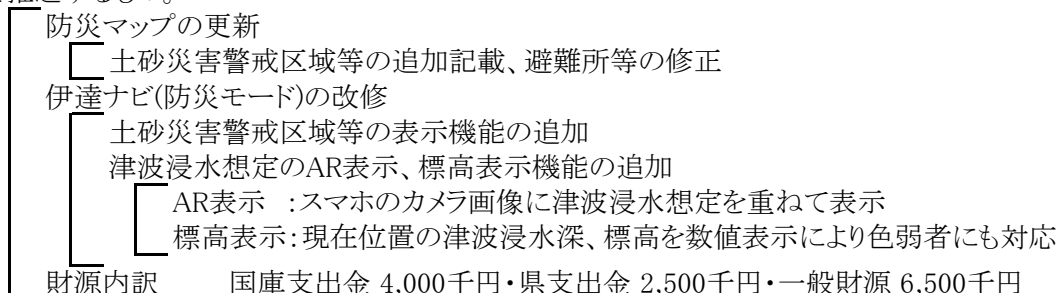 防災マップの更新
土砂災害警戒区域等の追加記載、避難所等の修正
伊達ナビ(防災モード)の改修
土砂災害警戒区域等の表示機能の追加
津波浸水想定のAR表示、標高表示機能の追加
AR表示 :スマホのカメラ画像に津波浸水想定を重ねて表示
標高表示:現在位置の津波浸水深、標高を数値表示により色弱者にも対応
財源内訳 国庫支出金 4,000千円・県支出金 2,500千円・一般財源 6,500千円